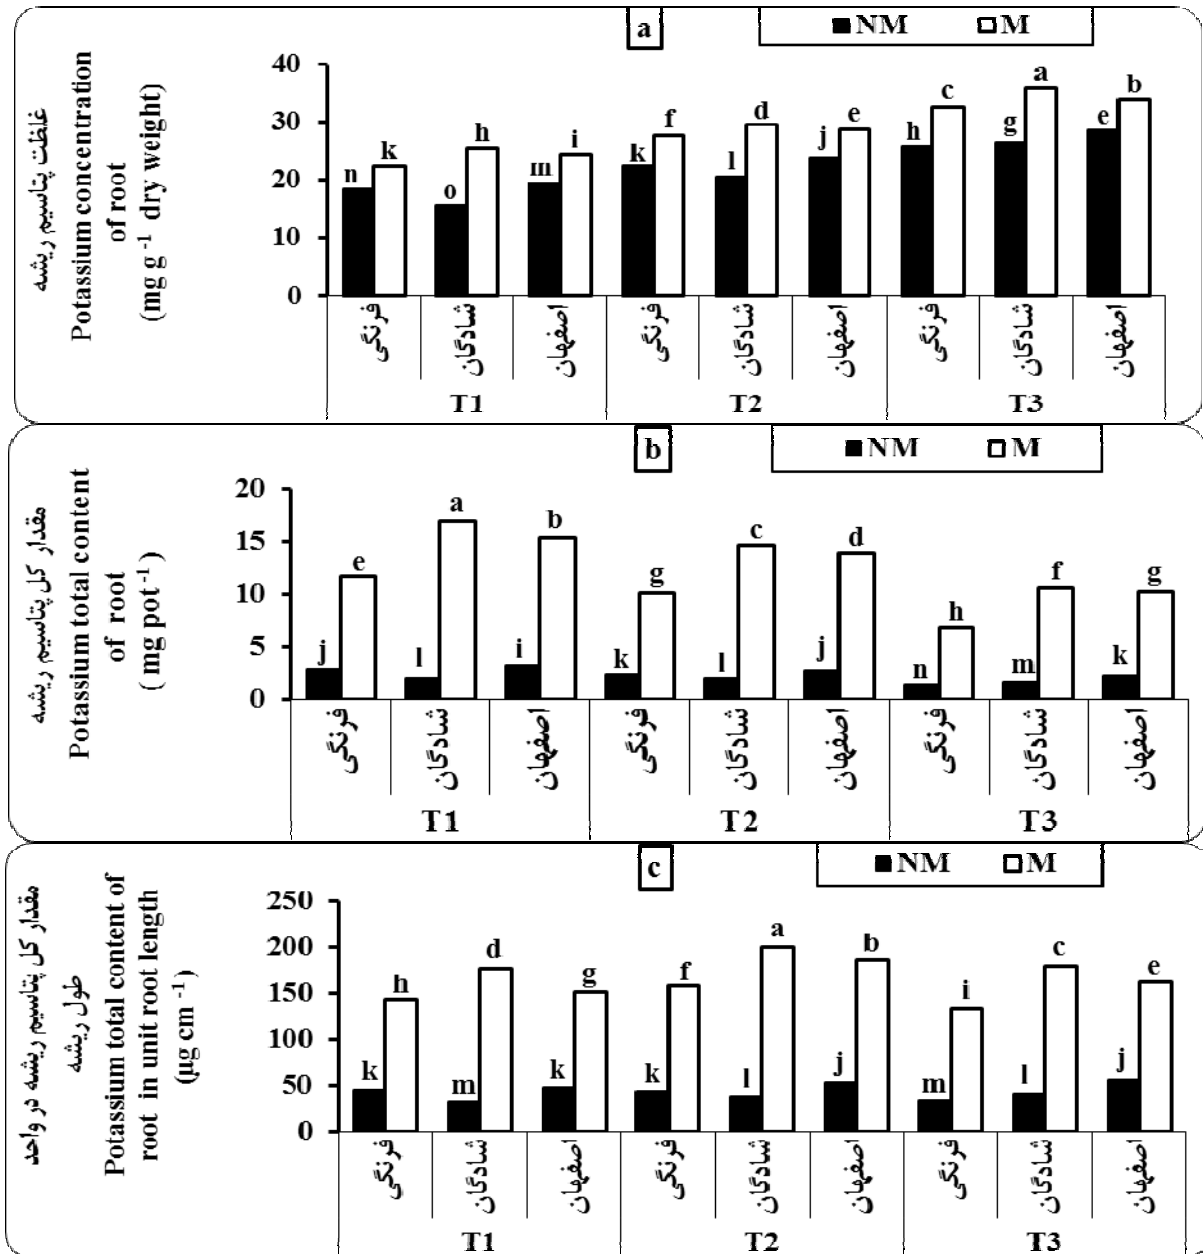 a
NM M
غلظت پتاسیم ریشه
Potassium concentration
of root
(mg g⁻¹ dry weight)
40
30
20
10
0
n k o h m i k f l d j e h c g a e b
فرنگی شادگان اصفهان فرنگی شادگان اصفهان فرنگی شادگان اصفهان
T1 T2 T3
b
NM M
مقدار کل پتاسیم ریشه
Potassium total content
of root
( mg pot⁻¹ )
20
15
10
5
0
j e l a i b k g l c j d n h m f k g
فرنگی شادگان اصفهان فرنگی شادگان اصفهان فرنگی شادگان اصفهان
T1 T2 T3
c
NM M
مقدار کل پتاسیم ریشه در واحد
طول ریشه
Potassium total content of
root in unit root length
(µg cm⁻¹)
250
200
150
100
50
0
k h m d k g k f l a j b m i l c j e
فرنگی شادگان اصفهان فرنگی شادگان اصفهان فرنگی شادگان اصفهان
T1 T2 T3